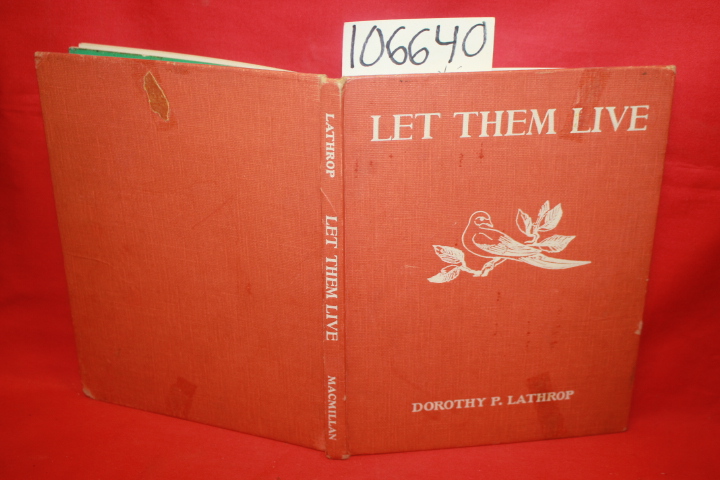 106640
LATHROP LET THEM LIVE MACMILLAN
LET THEM LIVE
DOROTHY P. LATHROP